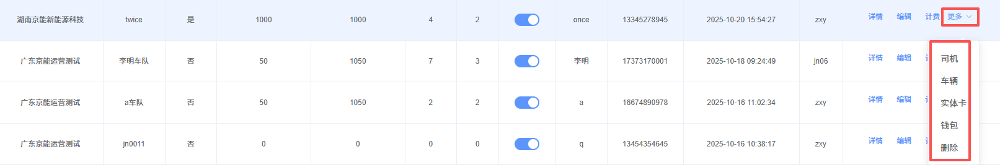 湖南京能新能源科技 twice 是 1000 1000 4 2 once 13345278945 2025-10-20 15:54:27 zxy 详情 编辑 计费 更多
广东京能运营测试 李明车队 否 50 1050 7 3 李明 17373170001 2025-10-18 09:24:49 jn06 详情 编辑
司机
车辆
广东京能运营测试 a车队 否 50 1050 2 2 a 16674890978 2025-10-16 11:02:34 zxy 详情 编辑
实体卡
钱包
广东京能运营测试 jn0011 否 0 0 0 0 q 13454354645 2025-10-16 10:38:17 zxy 详情 编辑
删除